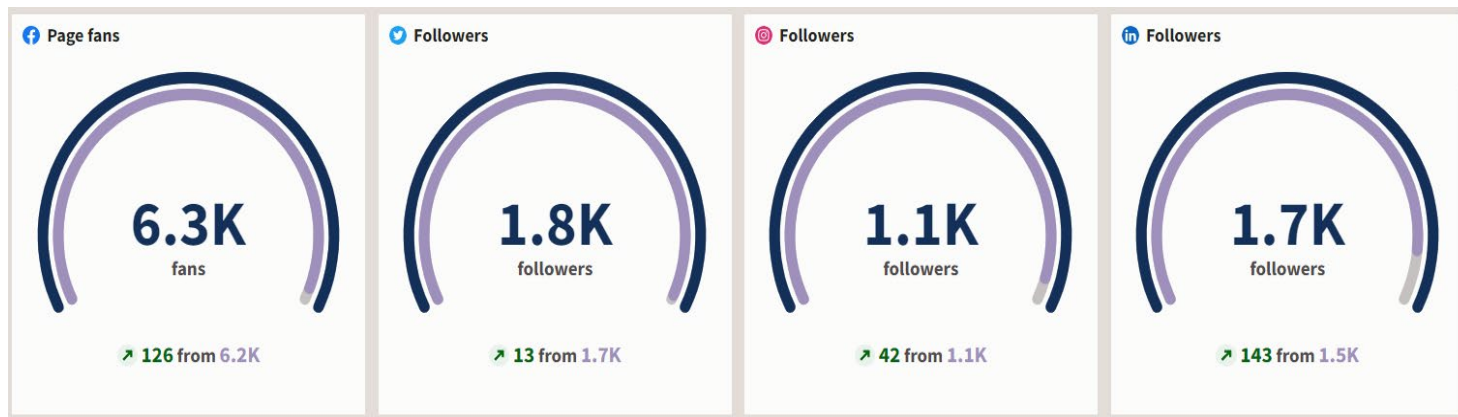 Page fans
6.3K
fans
126 from 6.2K
Followers
1.8K
followers
13 from 1.7K
Followers
1.1K
followers
42 from 1.1K
in Followers
1.7K
followers
143 from 1.5K